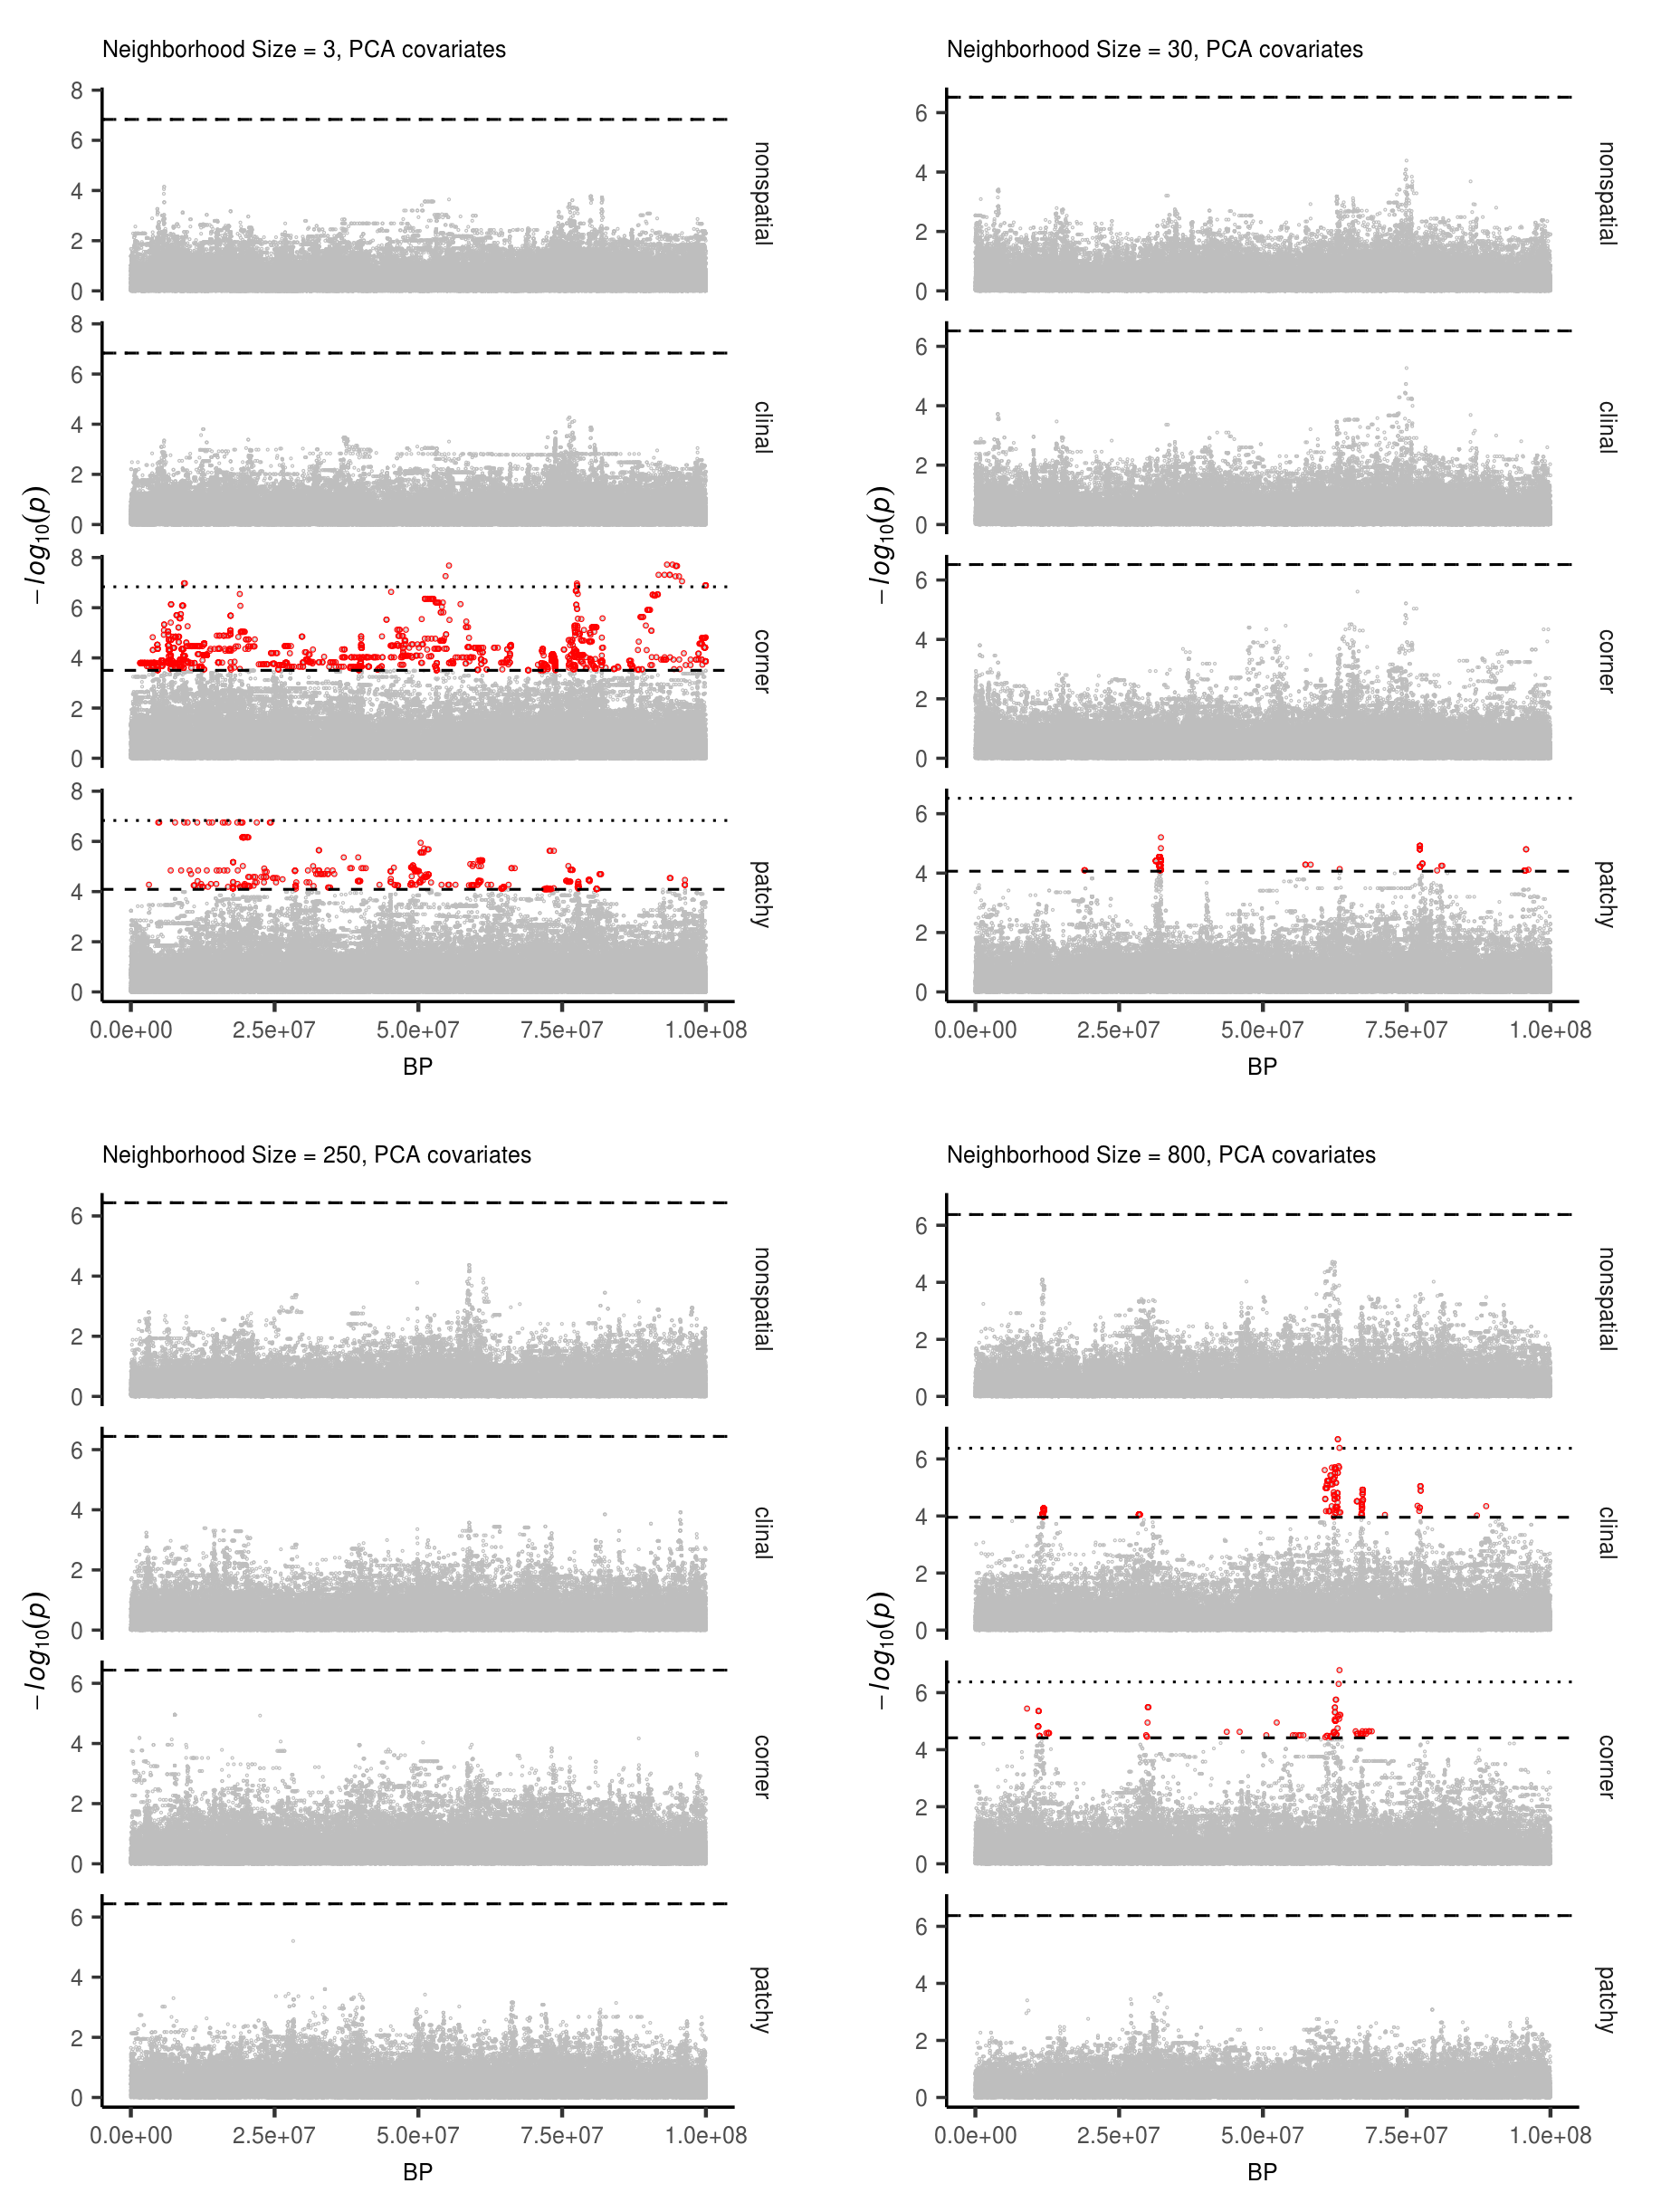 Neighborhood Size = 3, PCA covariates
8
6
4
2
0
nonspatial
8
6
4
2
0
clinal
8
6
4
2
0
corner
8
6
4
2
0
patchy
−log10(p)
0.0e+00 2.5e+07 5.0e+07 7.5e+07 1.0e+08
BP
Neighborhood Size = 30, PCA covariates
6
4
2
0
nonspatial
6
4
2
0
clinal
6
4
2
0
corner
6
4
2
0
patchy
−log10(p)
0.0e+00 2.5e+07 5.0e+07 7.5e+07 1.0e+08
BP
Neighborhood Size = 250, PCA covariates
6
4
2
0
nonspatial
6
4
2
0
clinal
6
4
2
0
corner
6
4
2
0
patchy
−log10(p)
0.0e+00 2.5e+07 5.0e+07 7.5e+07 1.0e+08
BP
Neighborhood Size = 800, PCA covariates
6
4
2
0
nonspatial
6
4
2
0
clinal
6
4
2
0
corner
6
4
2
0
patchy
−log10(p)
0.0e+00 2.5e+07 5.0e+07 7.5e+07 1.0e+08
BP